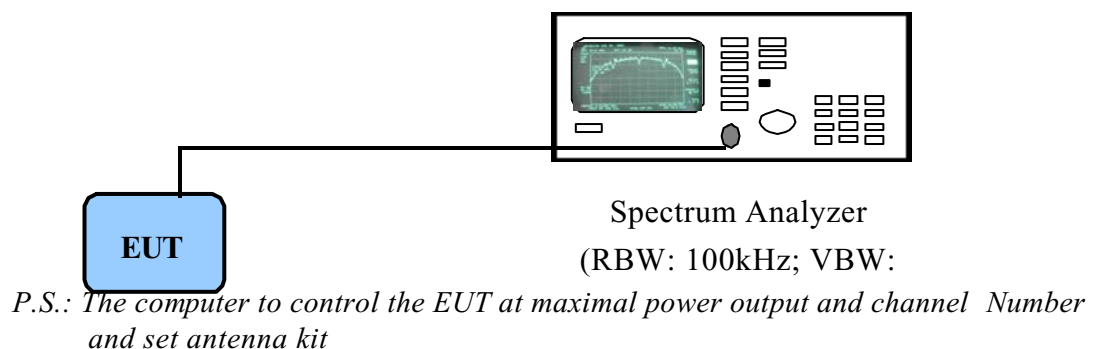 EUT
Spectrum Analyzer
(RBW: 100kHz; VBW:
P.S.: The computer to control the EUT at maximal power output and channel Number
and set antenna kit